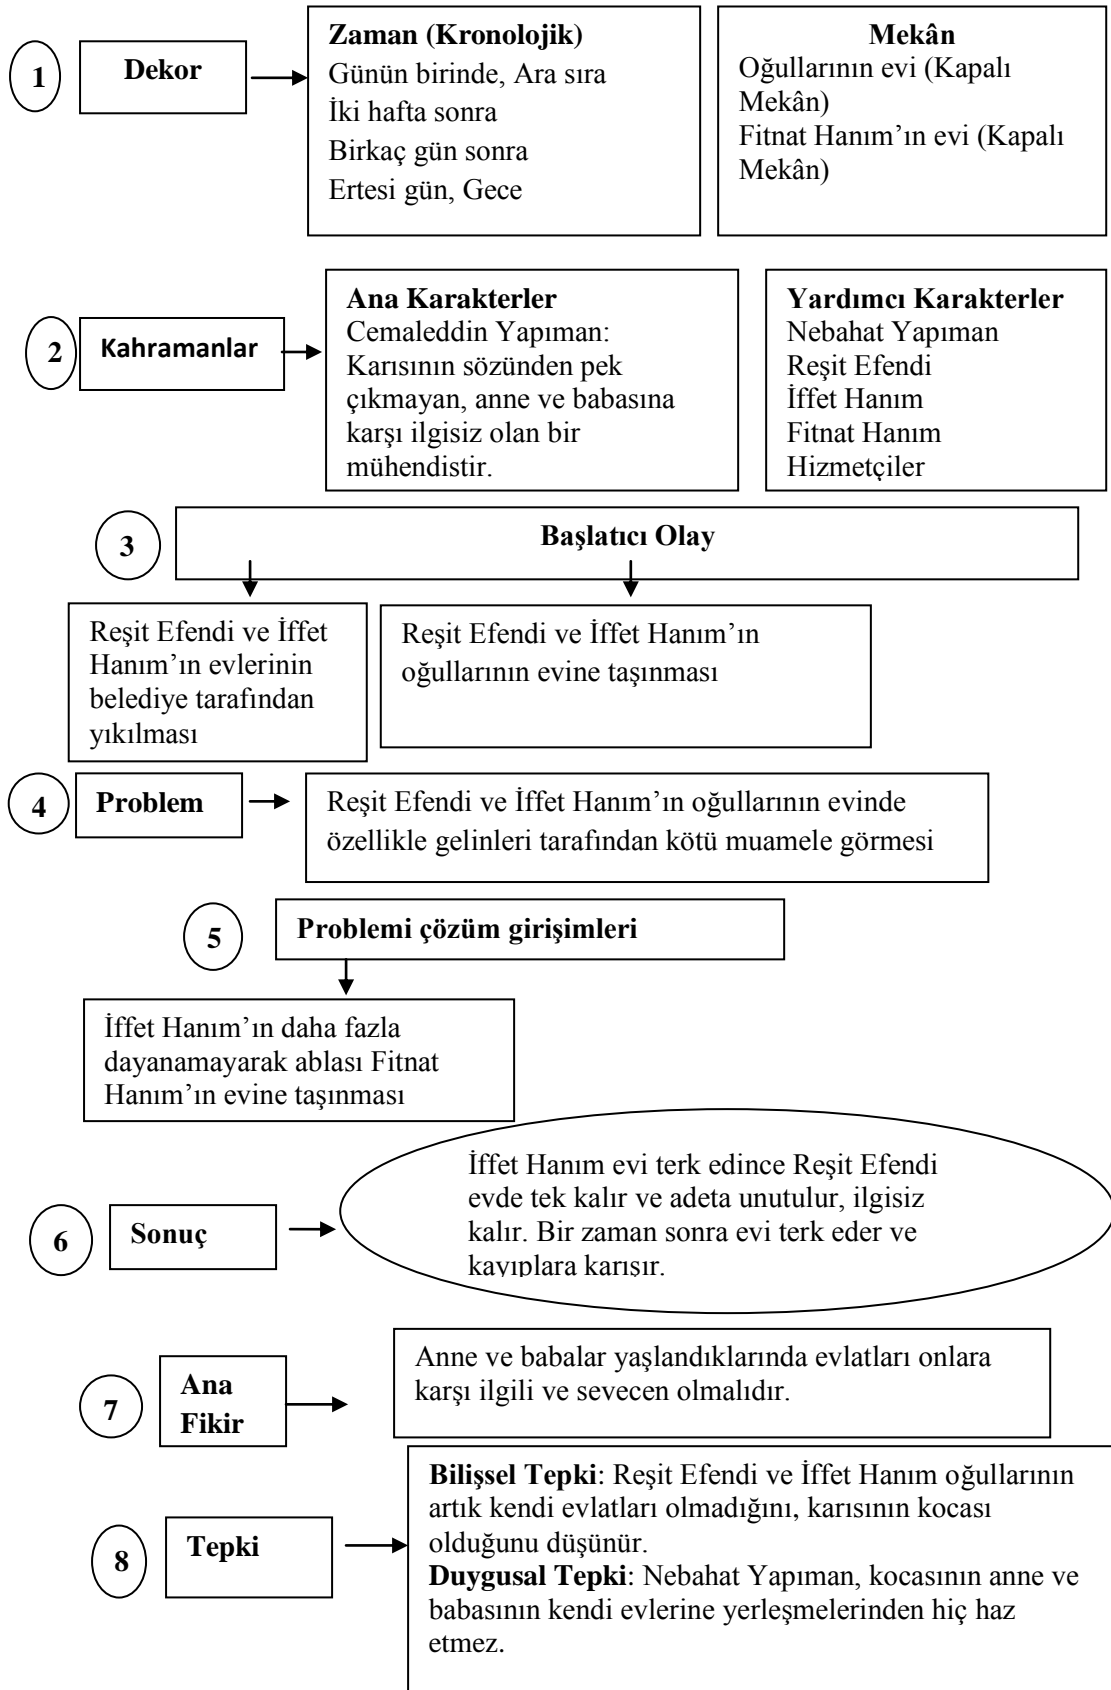 1
Dekor
Zaman (Kronolojik)
Günün birinde, Ara sıra
İki hafta sonra
Birkaç gün sonra
Ertesi gün, Gece
Mekân
Oğullarının evi (Kapalı
Mekân)
Fitnat Hanım’ın evi (Kapalı
Mekân)
2
Kahramanlar
Ana Karakterler
Cemaleddin Yapıman:
Karısının sözünden pek
çıkmayan, anne ve babasına
karşı ilgisiz olan bir
mühendistir.
Yardımcı Karakterler
Nebahat Yapıman
Reşit Efendi
İffet Hanım
Fitnat Hanım
Hizmetçiler
3
Başlatıcı Olay
Reşit Efendi ve İffet
Hanım’ın evlerinin
belediye tarafından
yıkılması
Reşit Efendi ve İffet Hanım’ın
oğullarının evine taşınması
4
Problem
Reşit Efendi ve İffet Hanım’ın oğullarının evinde
özellikle gelinleri tarafından kötü muamele görmesi
5
Problemi çözüm girişimleri
İffet Hanım’ın daha fazla
dayanamayarak ablası Fitnat
Hanım’ın evine taşınması
6
Sonuç
İffet Hanım evi terk edince Reşit Efendi
evde tek kalır ve adeta unutulur, ilgisiz
kalır. Bir zaman sonra evi terk eder ve
kayıplara karışır.
7
Ana
Fikir
Anne ve babalar yaşlandıklarında evlatları onlara
karşı ilgili ve sevecen olmalıdır.
8
Tepki
Bilişsel Tepki: Reşit Efendi ve İffet Hanım oğullarının
artık kendi evlatları olmadığını, karısının kocası
olduğunu düşünür.
Duygusal Tepki: Nebahat Yapıman, kocasının anne ve
babasının kendi evlerine yerleşmelerinden hiç haz
etmez.